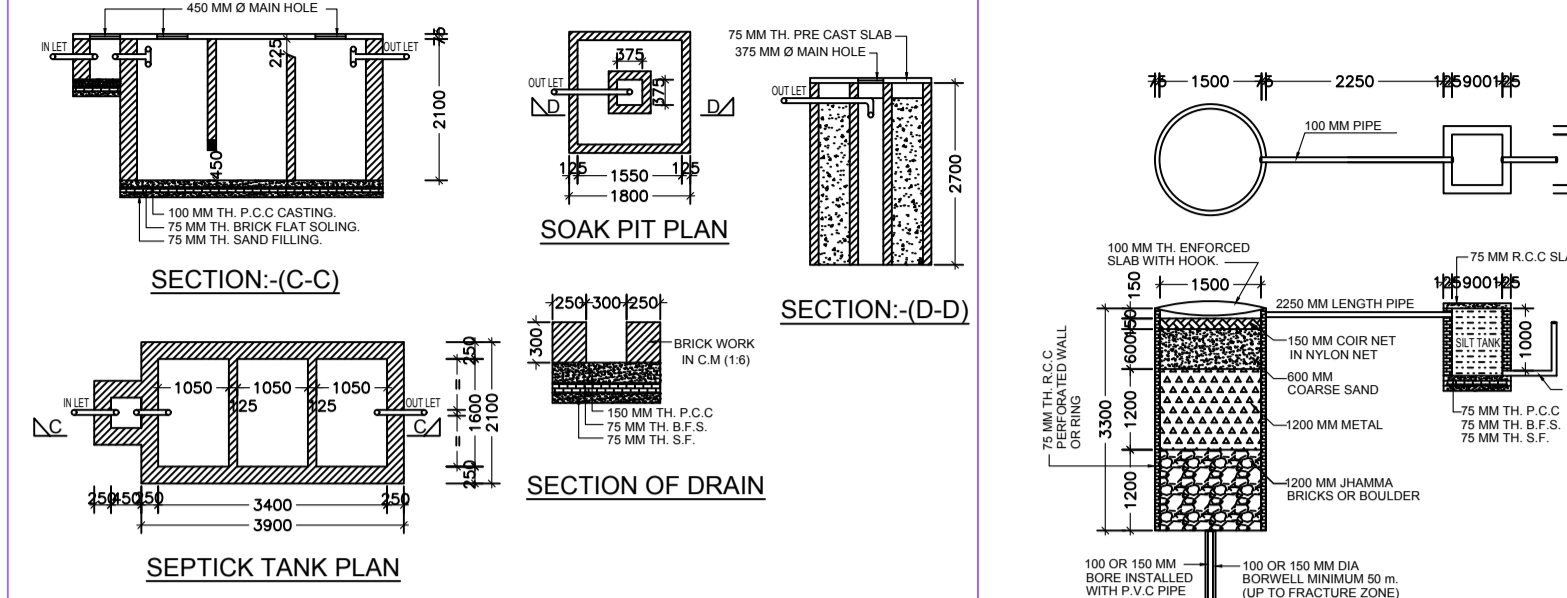 450 MM Ø MAIN HOLE
IN LET
OUT LET
225
75
2100
450
100 MM TH. P.C.C CASTING.
75 MM TH. BRICK FLAT SOLING.
75 MM TH. SAND FILLING.
SECTION:-(C-C)
375
375
OUT LET
D
D
125
1550
125
1800
SOAK PIT PLAN
75 MM TH. PRE CAST SLAB
375 MM Ø MAIN HOLE
OUT LET
2700
SECTION:-(D-D)
250
300
250
300
BRICK WORK
IN C.M (1:6)
150 MM TH. P.C.C
75 MM TH. B.F.S.
75 MM TH. S.F.
SECTION OF DRAIN
1050
1050
1050
125
125
IN LET
OUT LET
C
C
250
=
1600
=
250
2100
250
450
250
3400
250
3900
SEPTICK TANK PLAN
75
1500
75
2250
125
900
125
100 MM PIPE
100 MM TH. ENFORCED
SLAB WITH HOOK.
1500
150
150
600
1200
1200
3300
75 MM TH. R.C.C
PERFORATED WALL
OR RING
2250 MM LENGTH PIPE
150 MM COIR NET
IN NYLON NET
600 MM
COARSE SAND
1200 MM METAL
1200 MM JHAMMA
BRICKS OR BOULDER
75 MM R.C.C
125
900
125
SILT TANK
1000
75 MM TH. P.C.C
75 MM TH. B.F.S.
75 MM TH. S.F.
100 OR 150 MM
BORE INSTALLED
WITH P.V.C PIPE
100 OR 150 MM DIA
BORWELL MINIMUM 50 m.
(UP TO FRACTURE ZONE)